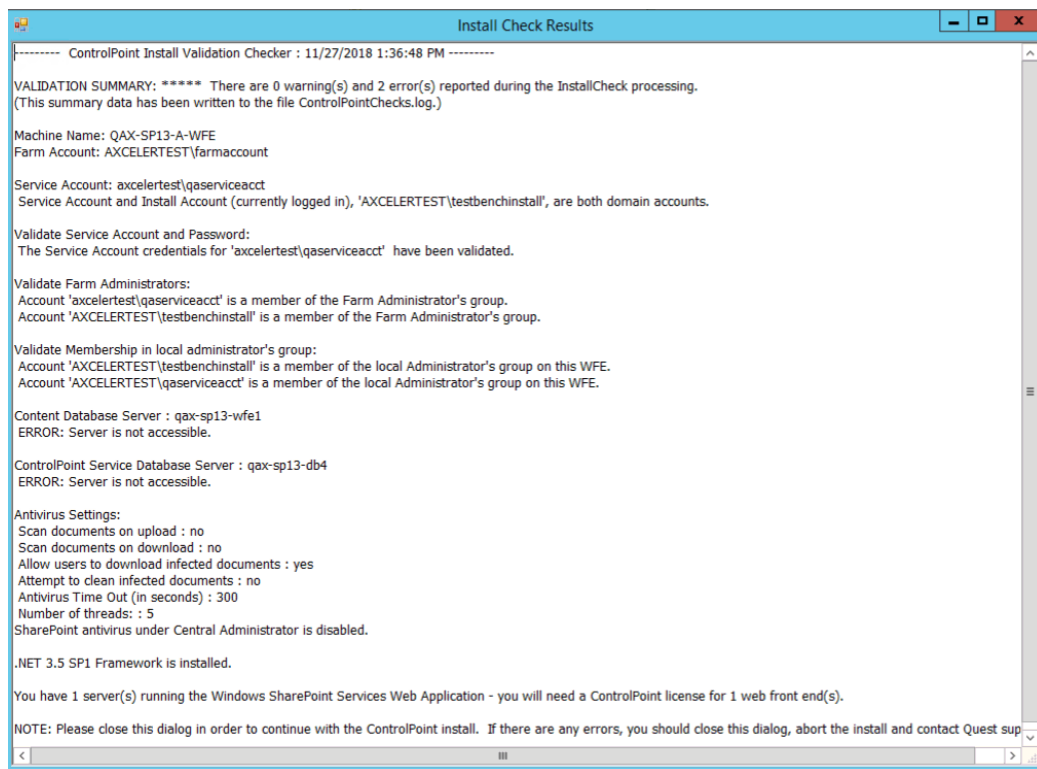 Install Check Results
--------- ControlPoint Install Validation Checker : 11/27/2018 1:36:48 PM ---------
VALIDATION SUMMARY: ***** There are 0 warning(s) and 2 error(s) reported during the InstallCheck processing.
(This summary data has been written to the file ControlPointChecks.log.)
Machine Name: QAX-SP13-A-WFE
Farm Account: AXCELERTEST\farmaccount
Service Account: axcelertest\qaserviceacct
Service Account and Install Account (currently logged in), 'AXCELERTEST\testbenchinstall', are both domain accounts.
Validate Service Account and Password:
The Service Account credentials for 'axcelertest\qaserviceacct' have been validated.
Validate Farm Administrators:
Account 'axcelertest\qaserviceacct' is a member of the Farm Administrator's group.
Account 'AXCELERTEST\testbenchinstall' is a member of the Farm Administrator's group.
Validate Membership in local administrator's group:
Account 'AXCELERTEST\testbenchinstall' is a member of the local Administrator's group on this WFE.
Account 'AXCELERTEST\qaserviceacct' is a member of the local Administrator's group on this WFE.
Content Database Server : qax-sp13-wfe1
ERROR: Server is not accessible.
ControlPoint Service Database Server : qax-sp13-db4
ERROR: Server is not accessible.
Antivirus Settings:
Scan documents on upload : no
Scan documents on download : no
Allow users to download infected documents : yes
Attempt to clean infected documents : no
Antivirus Time Out (in seconds) : 300
Number of threads: : 5
SharePoint antivirus under Central Administrator is disabled.
.NET 3.5 SP1 Framework is installed.
You have 1 server(s) running the Windows SharePoint Services Web Application - you will need a ControlPoint license for 1 web front end(s).
NOTE: Please close this dialog in order to continue with the ControlPoint install. If there are any errors, you should close this dialog, abort the install and contact Quest sup